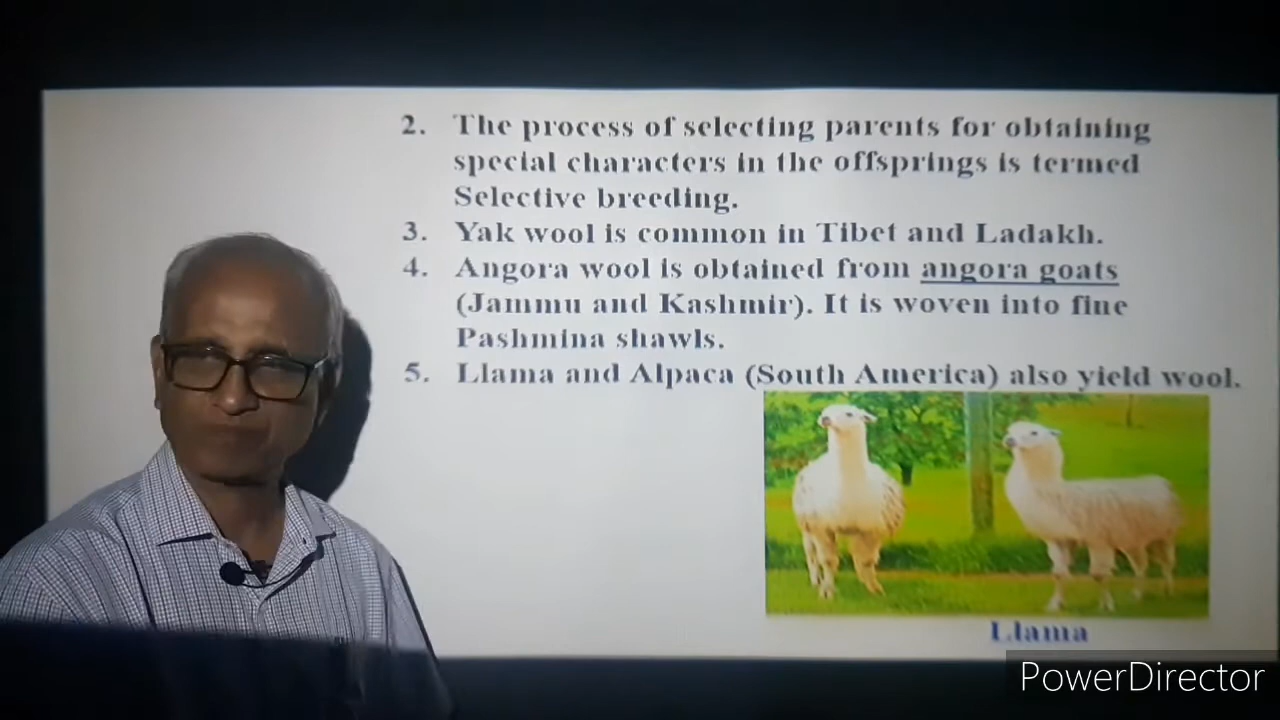 2. The process of selecting parents for obtaining
special characters in the offsprings is termed
Selective breeding.
3. Yak wool is common in Tibet and Ladakh.
4. Angora wool is obtained from angora goats
(Jammu and Kashmir). It is woven into fine
Pashmina shawls.
5. Llama and Alpaca (South America) also yield wool.
Llama
PowerDirector